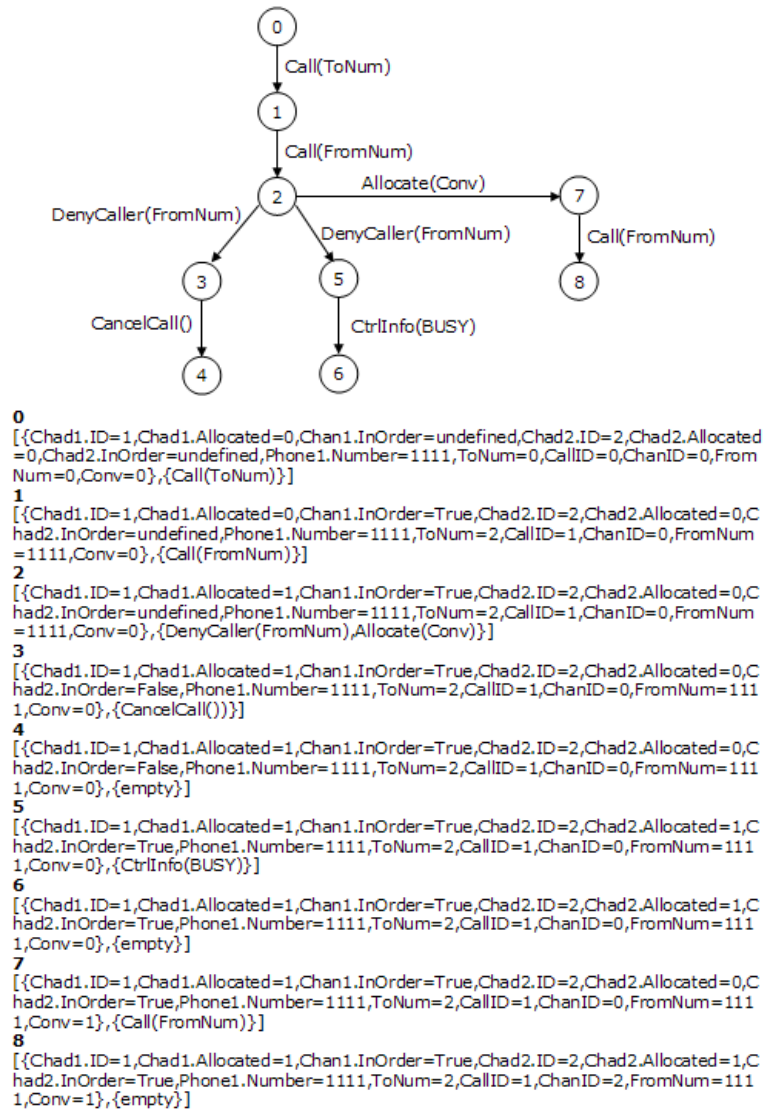 0
Call(ToNum)
1
Call(FromNum)
2
Allocate(Conv)
7
DenyCaller(FromNum)
DenyCaller(FromNum)
Call(FromNum)
3
5
8
CancelCall()
CtrlInfo(BUSY)
4
6
0
[{Chad1.ID=1,Chad1.Allocated=0,Chan1.InOrder=undefined,Chad2.ID=2,Chad2.Allocated
=0,Chad2.InOrder=undefined,Phone1.Number=1111,ToNum=0,CallID=0,ChanID=0,From
Num=0,Conv=0},{Call(ToNum)}]
1
[{Chad1.ID=1,Chad1.Allocated=0,Chan1.InOrder=True,Chad2.ID=2,Chad2.Allocated=0,C
had2.InOrder=undefined,Phone1.Number=1111,ToNum=2,CallID=1,ChanID=0,FromNum
=1111,Conv=0},{Call(FromNum)}]
2
[{Chad1.ID=1,Chad1.Allocated=1,Chan1.InOrder=True,Chad2.ID=2,Chad2.Allocated=0,C
had2.InOrder=undefined,Phone1.Number=1111,ToNum=2,CallID=1,ChanID=0,FromNum
=1111,Conv=0},{DenyCaller(FromNum),Allocate(Conv)}]
3
[{Chad1.ID=1,Chad1.Allocated=1,Chan1.InOrder=True,Chad2.ID=2,Chad2.Allocated=0,C
had2.InOrder=False,Phone1.Number=1111,ToNum=2,CallID=1,ChanID=0,FromNum=111
1,Conv=0},{CancelCall())}]
4
[{Chad1.ID=1,Chad1.Allocated=1,Chan1.InOrder=True,Chad2.ID=2,Chad2.Allocated=0,C
had2.InOrder=False,Phone1.Number=1111,ToNum=2,CallID=1,ChanID=0,FromNum=111
1,Conv=0},{empty}]
5
[{Chad1.ID=1,Chad1.Allocated=1,Chan1.InOrder=True,Chad2.ID=2,Chad2.Allocated=1,C
had2.InOrder=True,Phone1.Number=1111,ToNum=2,CallID=1,ChanID=0,FromNum=111
1,Conv=0},{CtrlInfo(BUSY)}]
6
[{Chad1.ID=1,Chad1.Allocated=1,Chan1.InOrder=True,Chad2.ID=2,Chad2.Allocated=1,C
had2.InOrder=True,Phone1.Number=1111,ToNum=2,CallID=1,ChanID=0,FromNum=111
1,Conv=0},{empty}]
7
[{Chad1.ID=1,Chad1.Allocated=1,Chan1.InOrder=True,Chad2.ID=2,Chad2.Allocated=0,C
had2.InOrder=True,Phone1.Number=1111,ToNum=2,CallID=1,ChanID=0,FromNum=111
1,Conv=1},{Call(FromNum)}]
8
[{Chad1.ID=1,Chad1.Allocated=1,Chan1.InOrder=True,Chad2.ID=2,Chad2.Allocated=1,C
had2.InOrder=True,Phone1.Number=1111,ToNum=2,CallID=1,ChanID=2,FromNum=111
1,Conv=1},{empty}]